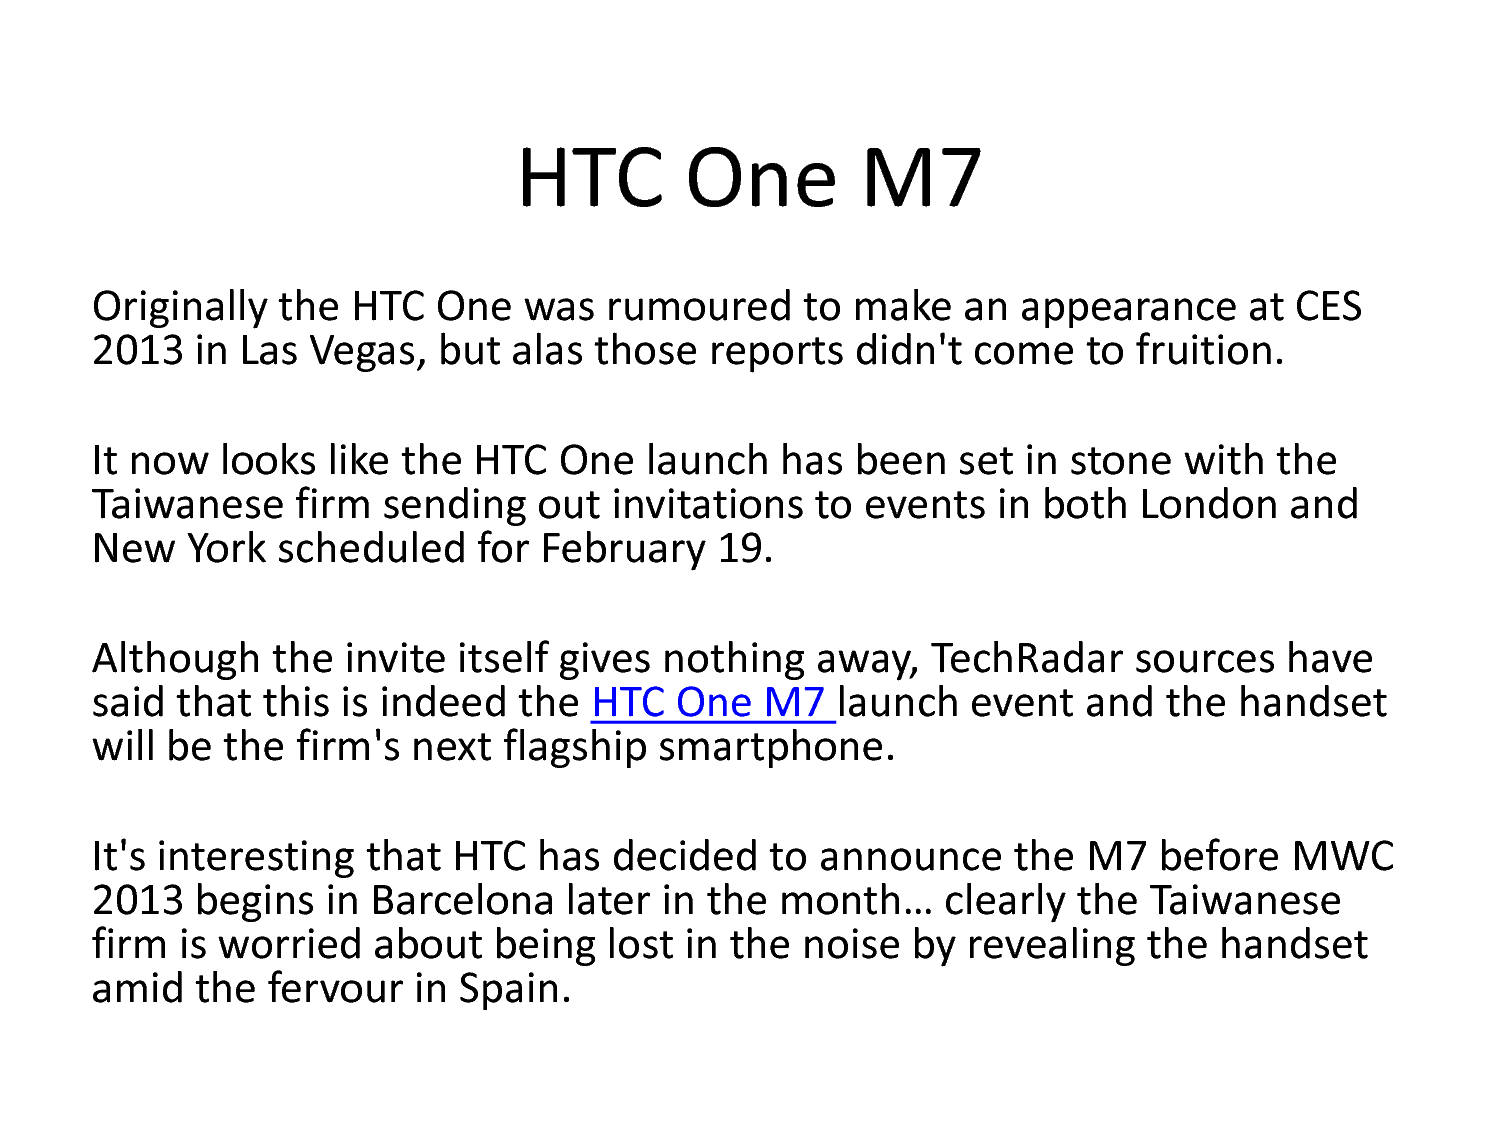 HTC One M7
Originally the HTC One was rumoured to make an appearance at CES
2013 in Las Vegas, but alas those reports didn't come to fruition.
It now looks like the HTC One launch has been set in stone with the
Taiwanese firm sending out invitations to events in both London and
New York scheduled for February 19.
Although the invite itself gives nothing away, TechRadar sources have
said that this is indeed the HTC One M7 launch event and the handset
will be the firm's next flagship smartphone.
It's interesting that HTC has decided to announce the M7 before MWC
2013 begins in Barcelona later in the month… clearly the Taiwanese
firm is worried about being lost in the noise by revealing the handset
amid the fervour in Spain.